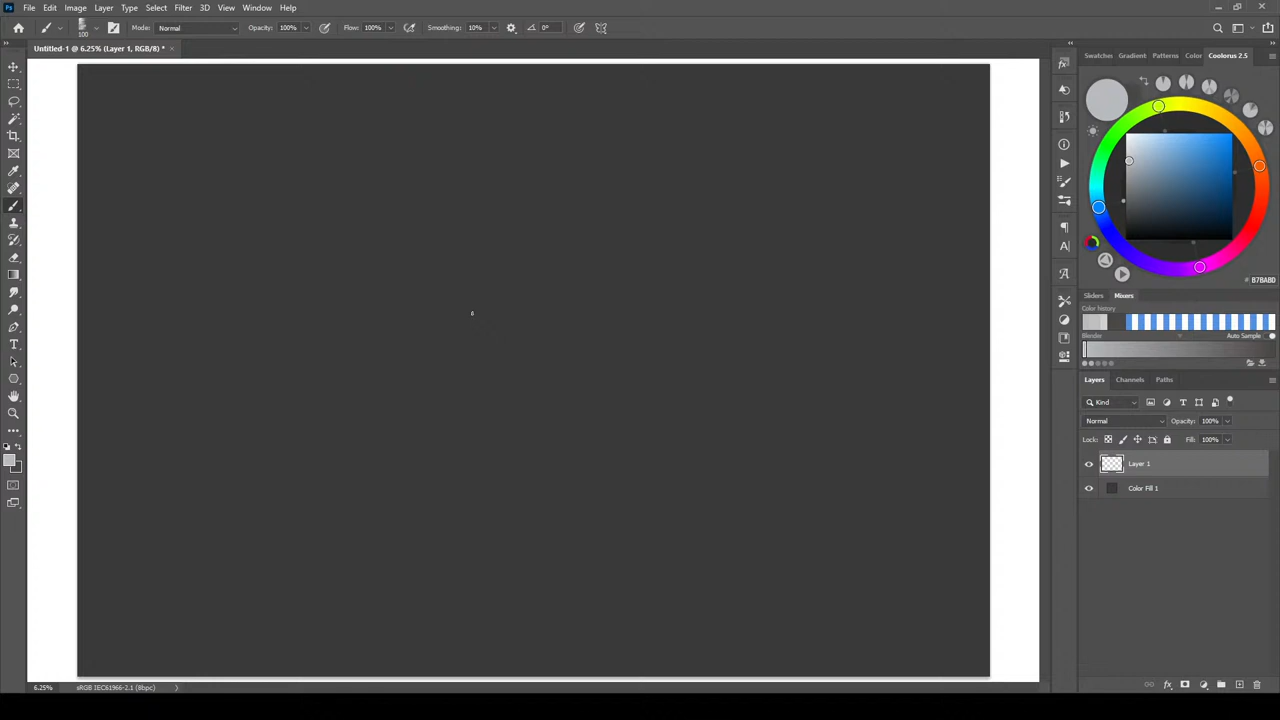 Ps File Edit Image Layer Type Select Filter 3D View Window Help
100 Mode: Normal Opacity: 100% Flow: 100% Smoothing: 10% 0°
Untitled-1 @ 6.25% (Layer 1, RGB/8) * ×
Swatches Gradient Patterns Color Coolorus 2.5
# B7BABD
Sliders Mixers
Color history
Blender Auto Sample
Layers Channels Paths
Kind
Normal Opacity: 100%
Lock: Fill: 100%
Layer 1
Color Fill 1
6.25% sRGB IEC61966-2.1 (8bpc)